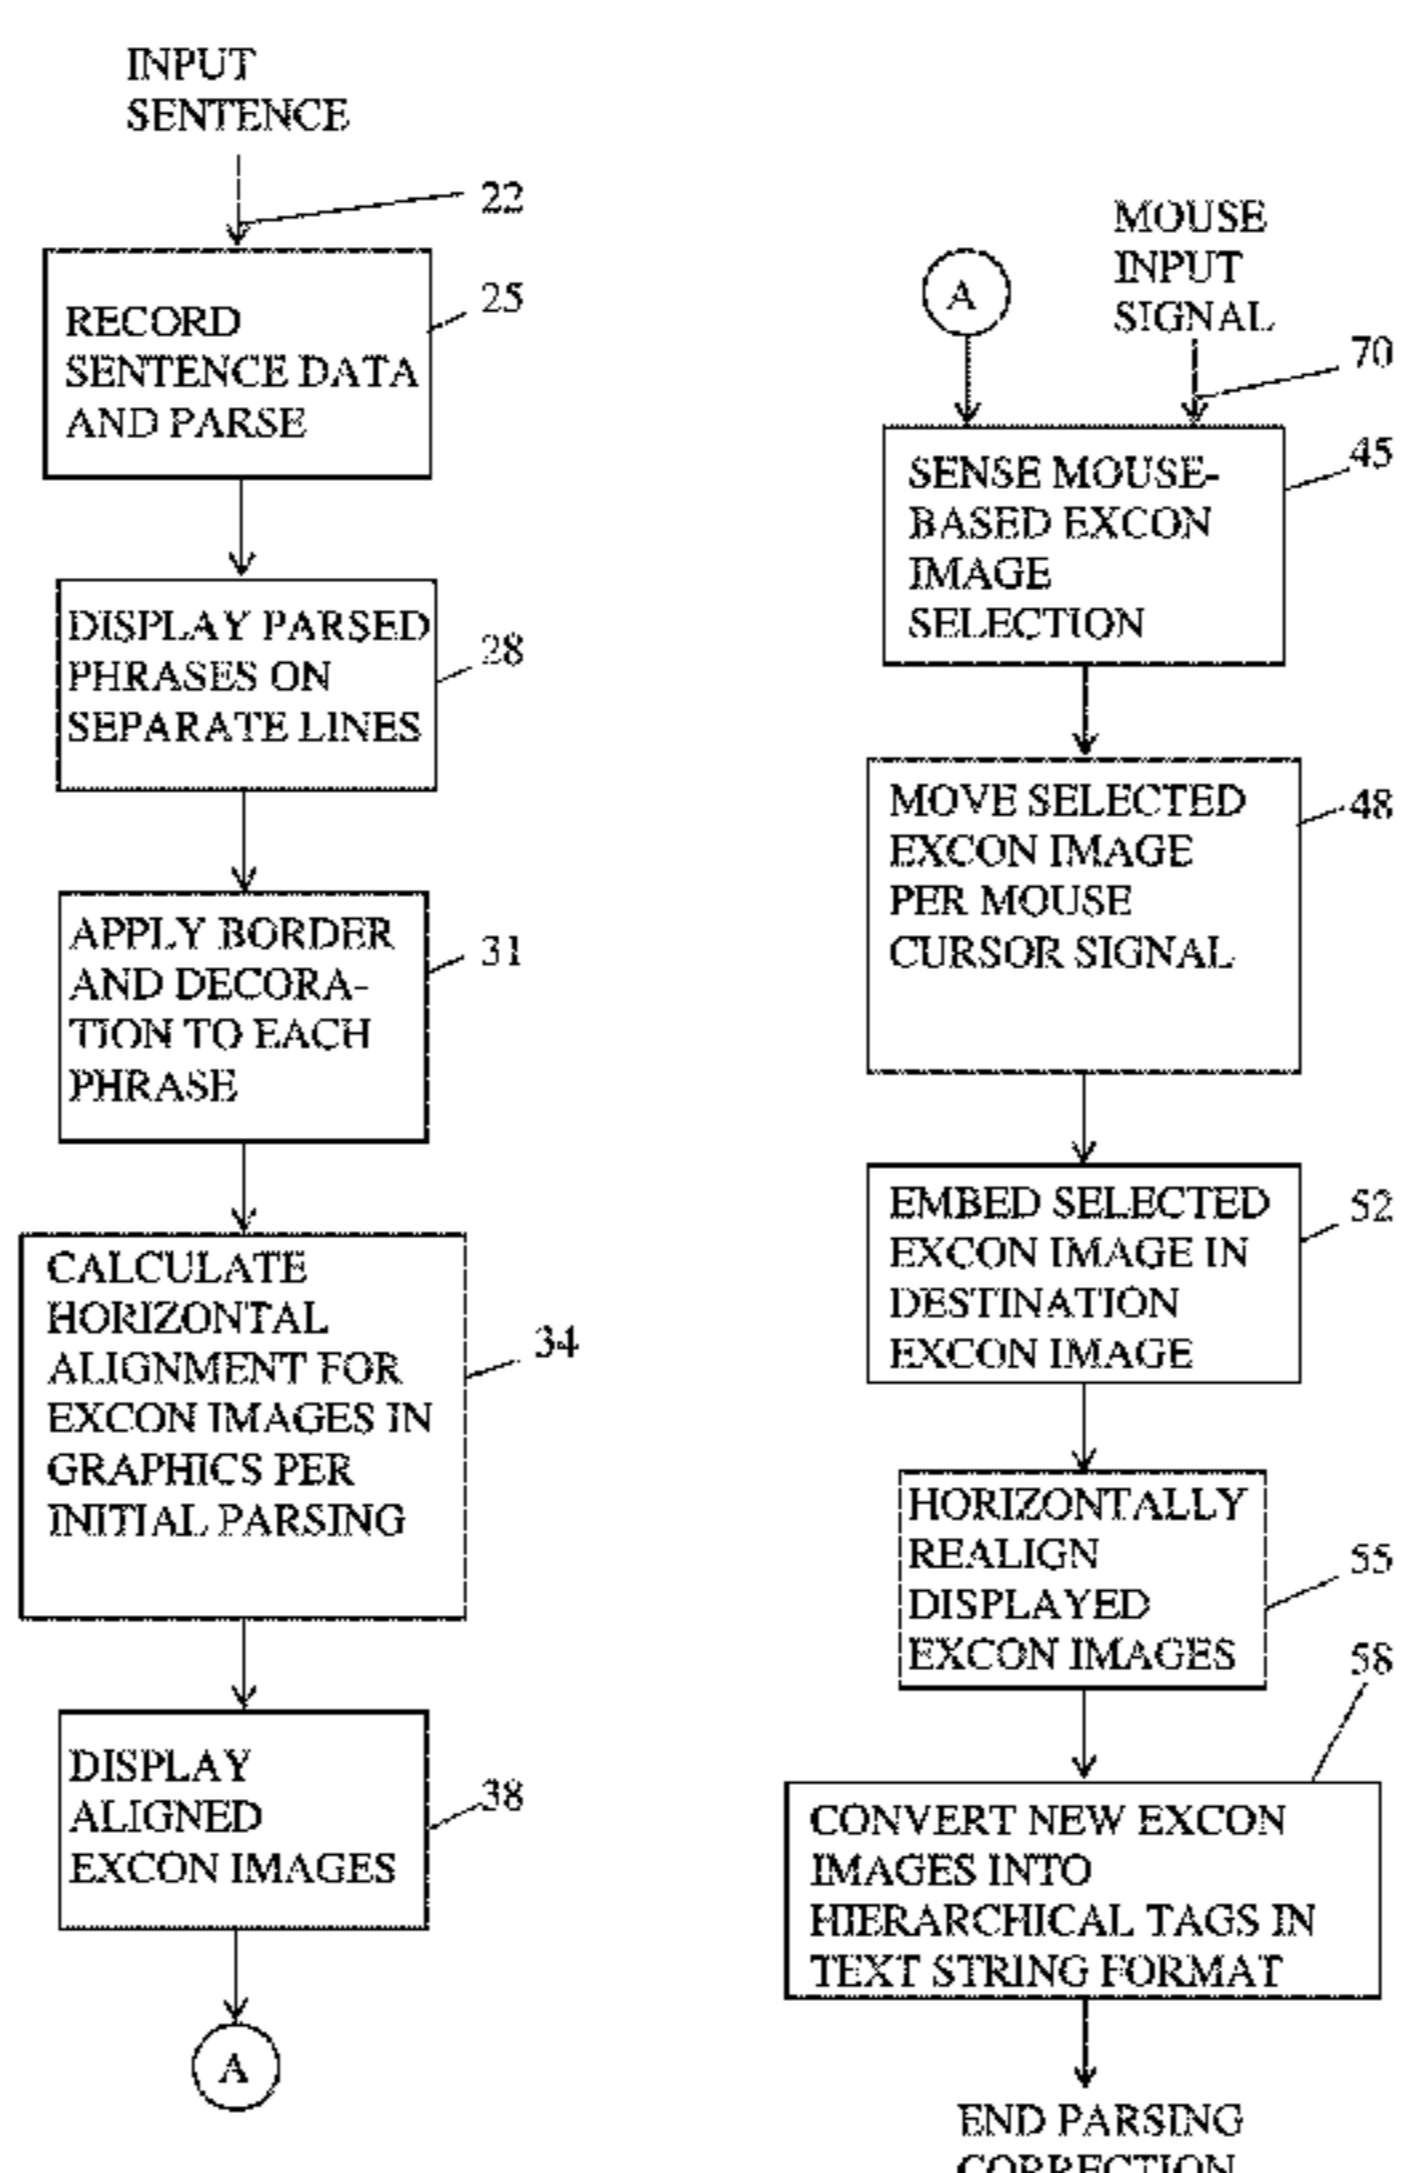 INPUT
SENTENCE
22
25
RECORD
SENTENCE DATA
AND PARSE
DISPLAY PARSED
PHRASES ON
SEPARATE LINES
28
APPLY BORDER
AND DECORA-
TION TO EACH
PHRASE
31
CALCULATE
HORIZONTAL
ALIGNMENT FOR
EXCON IMAGES IN
GRAPHICS PER
INITIAL PARSING
34
DISPLAY
ALIGNED
EXCON IMAGES
38
A
A
MOUSE
INPUT
SIGNAL
70
45
SENSE MOUSE-
BASED EXCON
IMAGE
SELECTION
MOVE SELECTED
EXCON IMAGE
PER MOUSE
CURSOR SIGNAL
48
EMBED SELECTED
EXCON IMAGE IN
DESTINATION
EXCON IMAGE
52
HORIZONTALLY
REALIGN
DISPLAYED
EXCON IMAGES
55
58
CONVERT NEW EXCON
IMAGES INTO
HIERARCHICAL TAGS IN
TEXT STRING FORMAT
END PARSING
CORRECTION